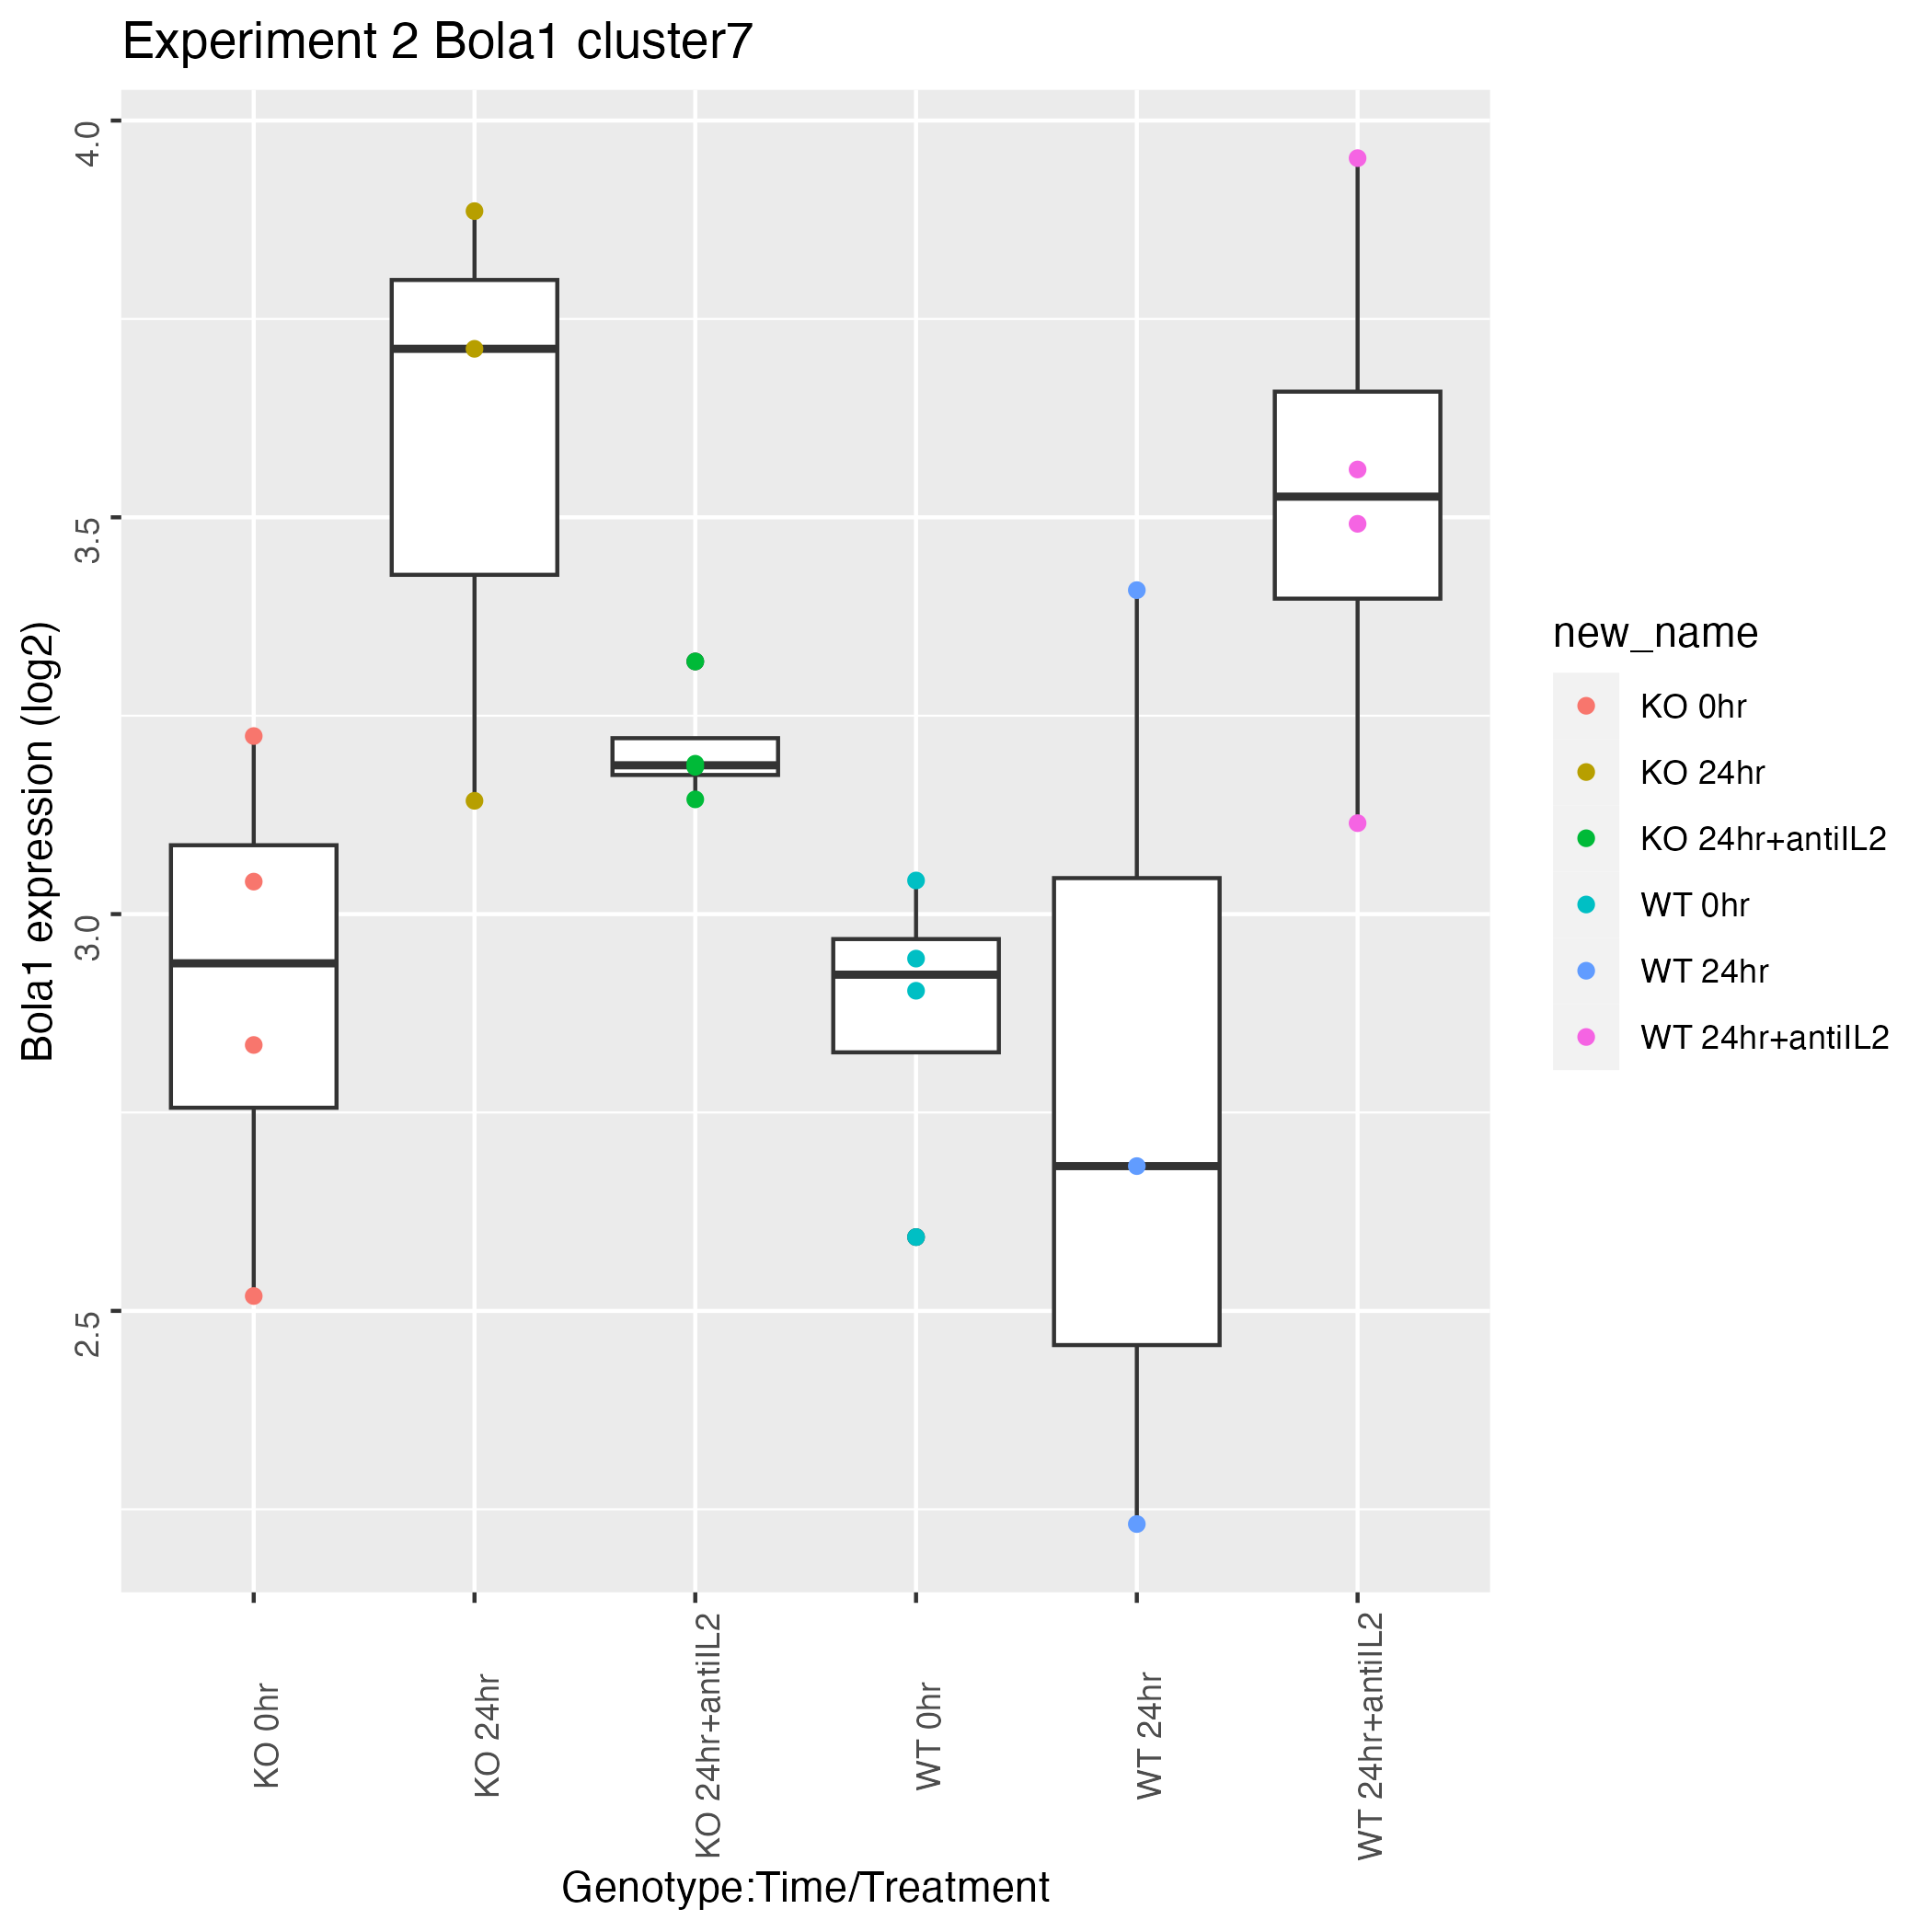 Experiment 2 Bola1 cluster7
4.0
3.5
3.0
2.5
Bola1 expression (log2)
KO 0hr
KO 24hr
KO 24hr+antiIL2
WT 0hr
WT 24hr
WT 24hr+antiIL2
Genotype:Time/Treatment
new_name
KO 0hr
KO 24hr
KO 24hr+antiIL2
WT 0hr
WT 24hr
WT 24hr+antiIL2